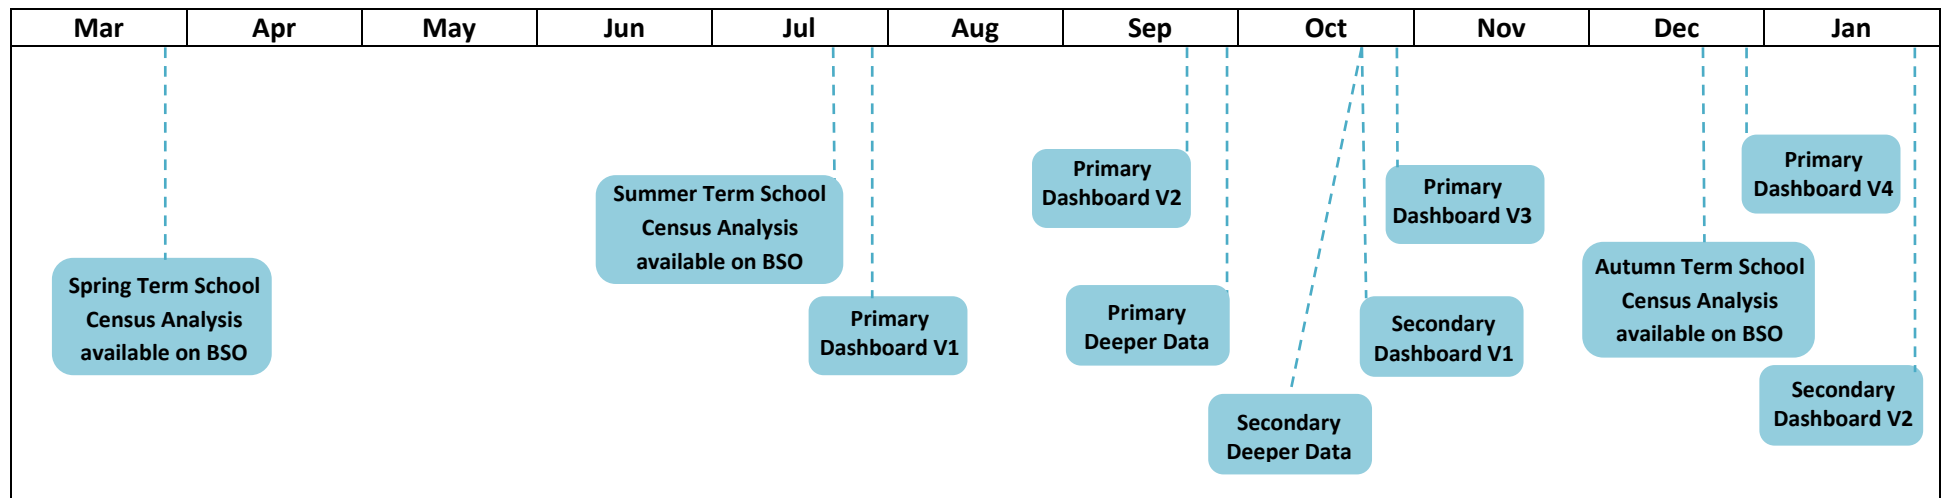 Mar Apr May Jun Jul Aug Sep Oct Nov Dec Jan
Spring Term School
Census Analysis
available on BSO
Summer Term School
Census Analysis
available on BSO
Primary
Dashboard V1
Primary
Dashboard V2
Primary
Deeper Data
Secondary
Deeper Data
Secondary
Dashboard V1
Primary
Dashboard V3
Autumn Term School
Census Analysis
available on BSO
Primary
Dashboard V4
Secondary
Dashboard V2